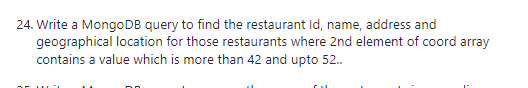 24. Write a MongoDB query to find the restaurant Id, name, address and
geographical location for those restaurants where 2nd element of coord array
contains a value which is more than 42 and upto 52..